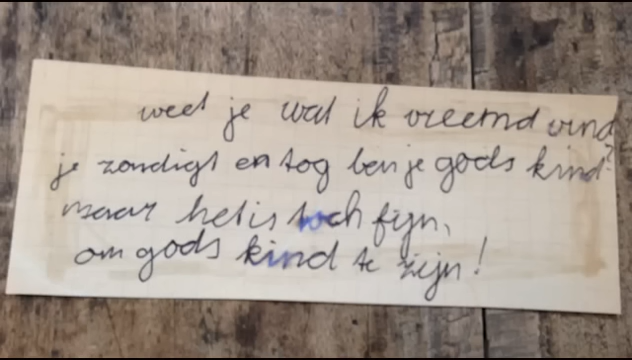 weet je wat ik vreemd vind
je zondigt en tog ben je gods kind?
maar het is toch fijn,
om gods kind te zijn!